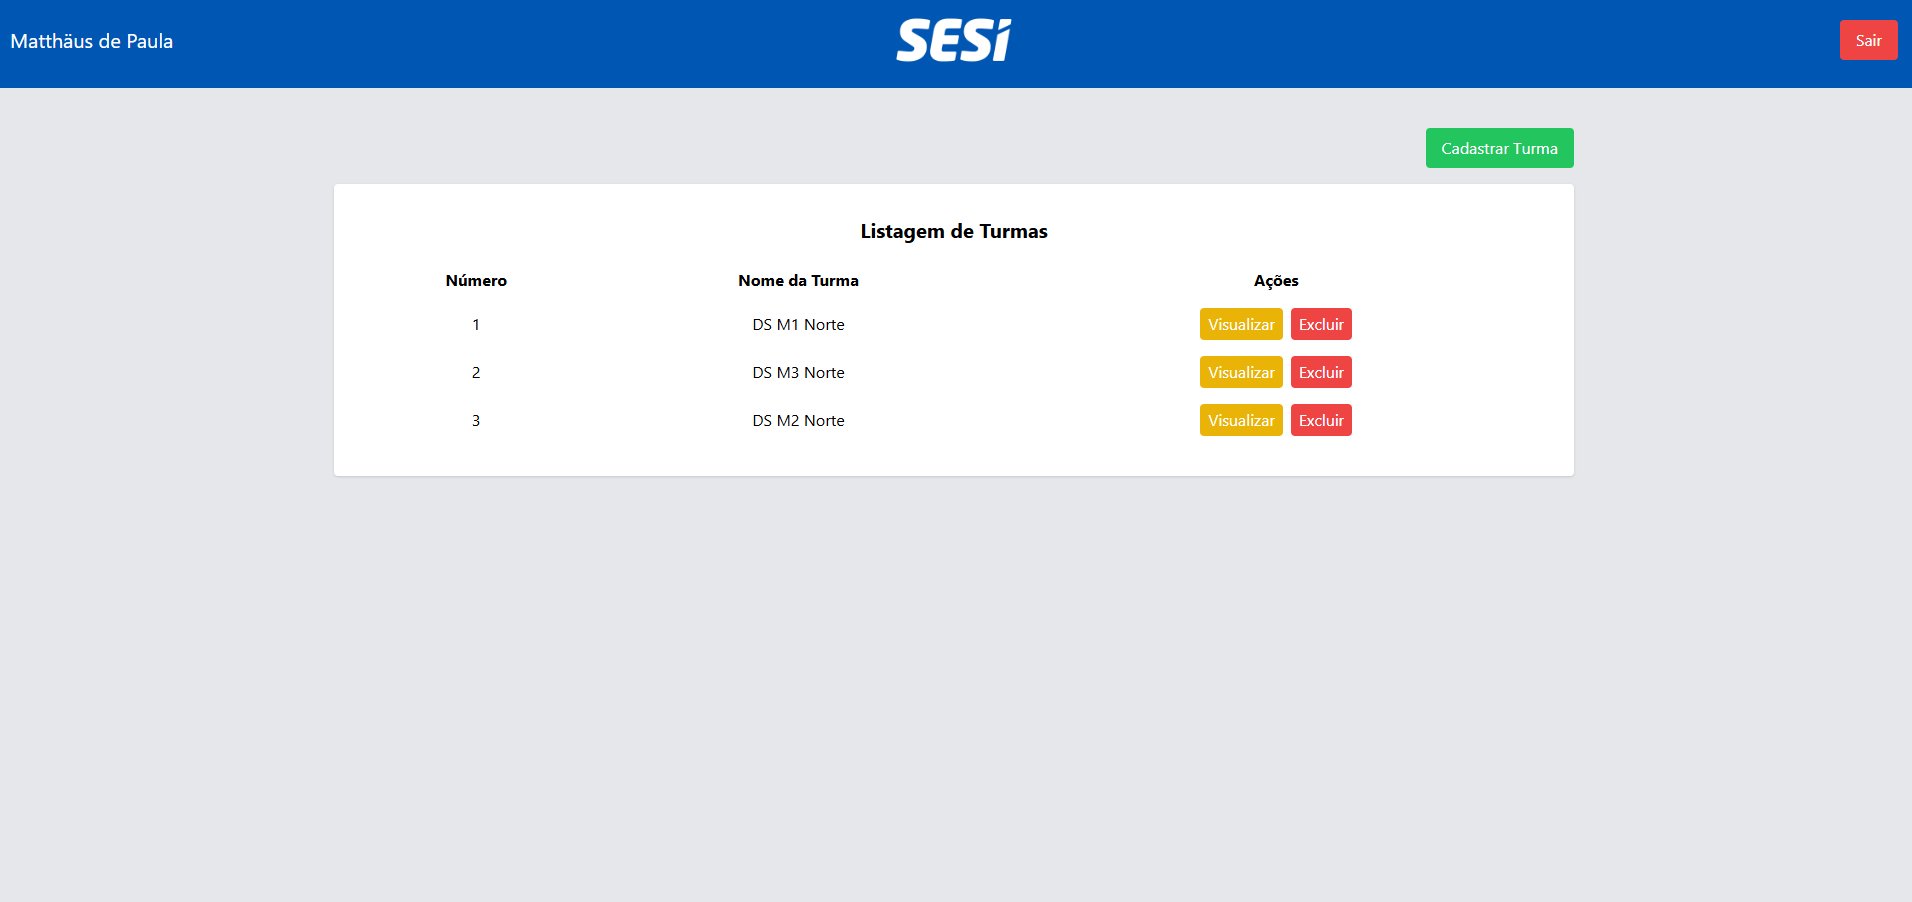 Matthäus de Paula
SESI
Sair
Cadastrar Turma
Listagem de Turmas
Número Nome da Turma Ações
1 DS M1 Norte Visualizar Excluir
2 DS M3 Norte Visualizar Excluir
3 DS M2 Norte Visualizar Excluir